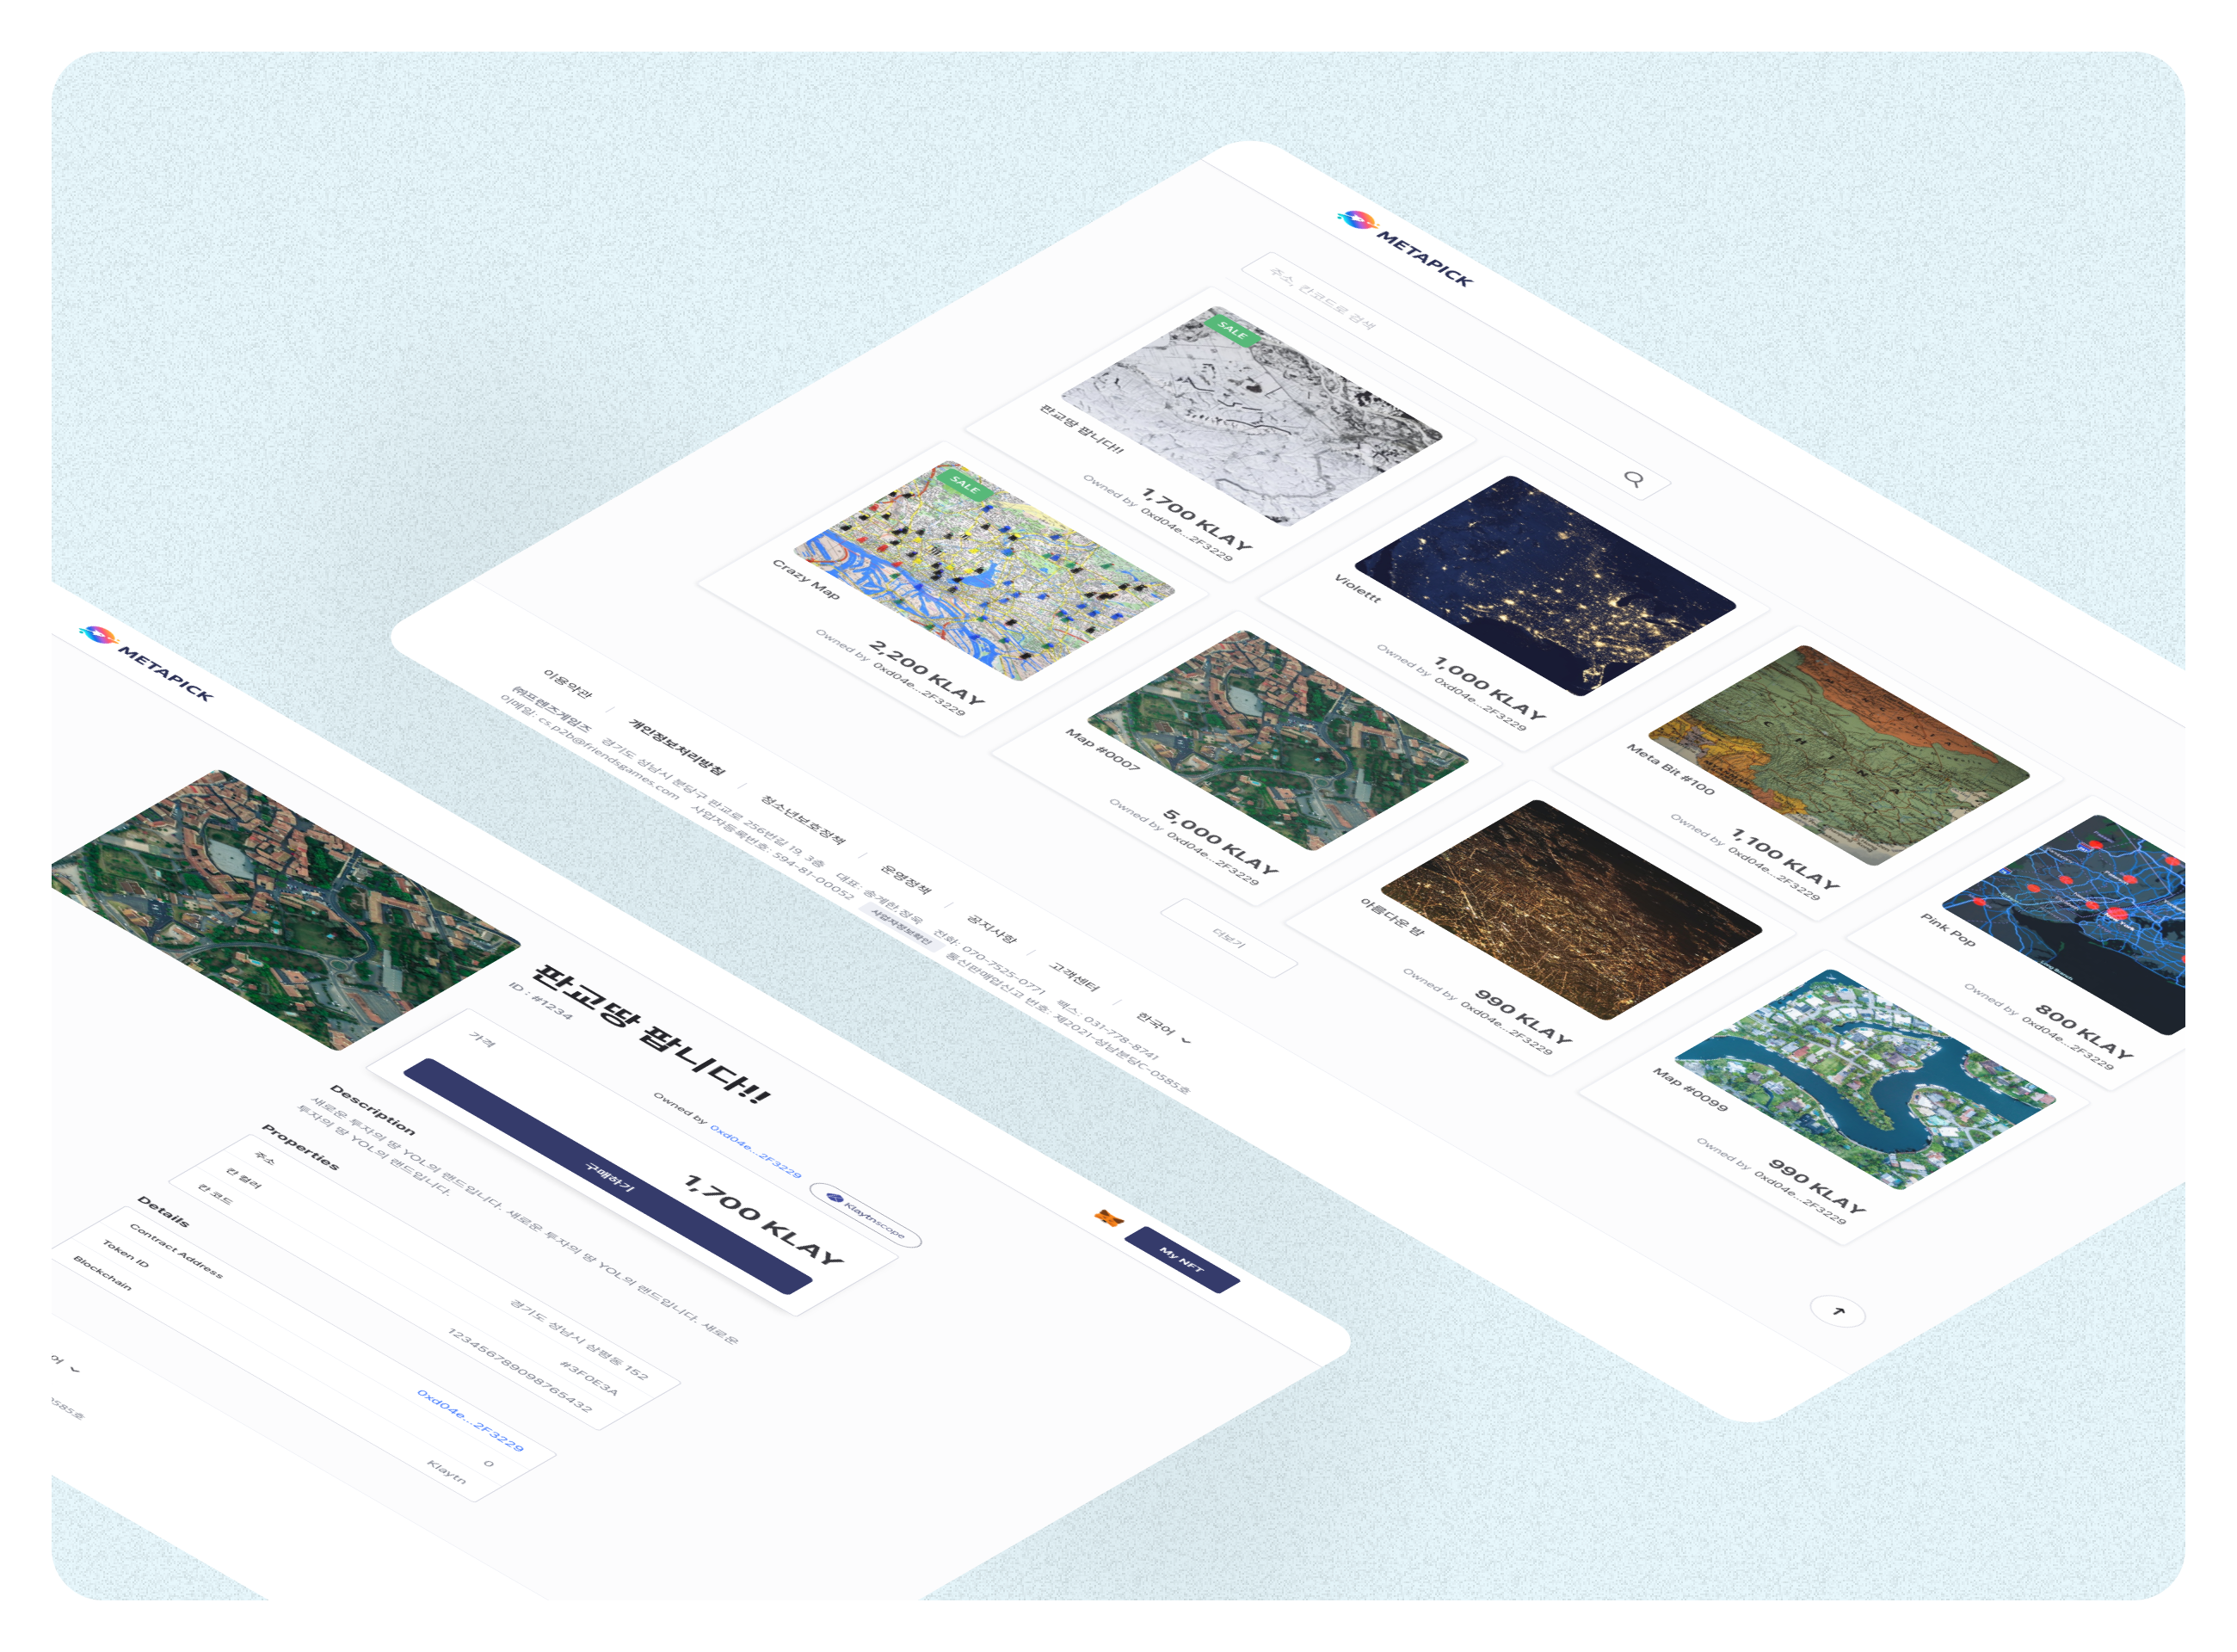 METAPICK
주소, 칸코드로 검색
SALE
판교땅 팝니다!!
1,700 KLAY
Owned by 0xd04e...2F3229
Violettt
1,000 KLAY
Owned by 0xd04e...2F3229
Meta Bit #100
1,100 KLAY
Owned by 0xd04e...2F3229
Pink Pop
800 KLAY
Owned by 0xd04e...2F3229
SALE
Crazy Map
2,200 KLAY
Owned by 0xd04e...2F3229
Map #0007
5,000 KLAY
Owned by 0xd04e...2F3229
아름다운 밤
990 KLAY
Owned by 0xd04e...2F3229
Map #0099
990 KLAY
Owned by 0xd04e...2F3229
더보기
이용약관 / 개인정보처리방침 / 청소년보호정책 / 운영정책 / 공지사항 / 고객센터 / 한국어
㈜프렌즈게임즈 경기도 성남시 분당구 판교로 256번길 19, 3층 대표: 송계한,정욱 전화: 070-7525-0771 팩스: 031-778-8741
이메일: cs.p2b@friendsgames.com 사업자등록번호: 594-81-00052 사업자정보확인 통신판매업신고 번호: 제2021-성남분당C-0585호
METAPICK
My NFT
판교땅 팝니다!!
ID : #1234
Owned by 0xd04e...2F3229
Klaytnscope
가격
1,700 KLAY
구매하기
Description
새로운 투자의 땅 YOL의 랜드입니다. 새로운 투자의 땅 YOL의 랜드입니다. 새로운
투자의 땅 YOL의 랜드입니다.
Properties
주소 경기도 성남시 삼평동 152
칸 컬러 #3F0E3A
칸 코드 123456789098765432
Details
Contract Address 0xd04e...2F3229
Token ID 0
Blockchain Klaytn
어
0585호